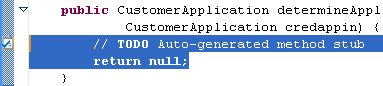 public CustomerApplication determineAppl
CustomerApplication credappin) {
// TODO Auto-generated method stub
return null;
}